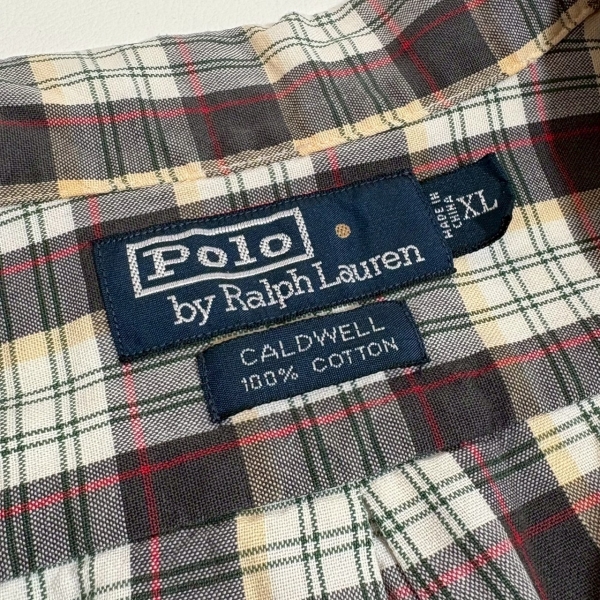 Polo
by Ralph Lauren
MADE IN
CHINA
XL
CALDWELL
100% COTTON